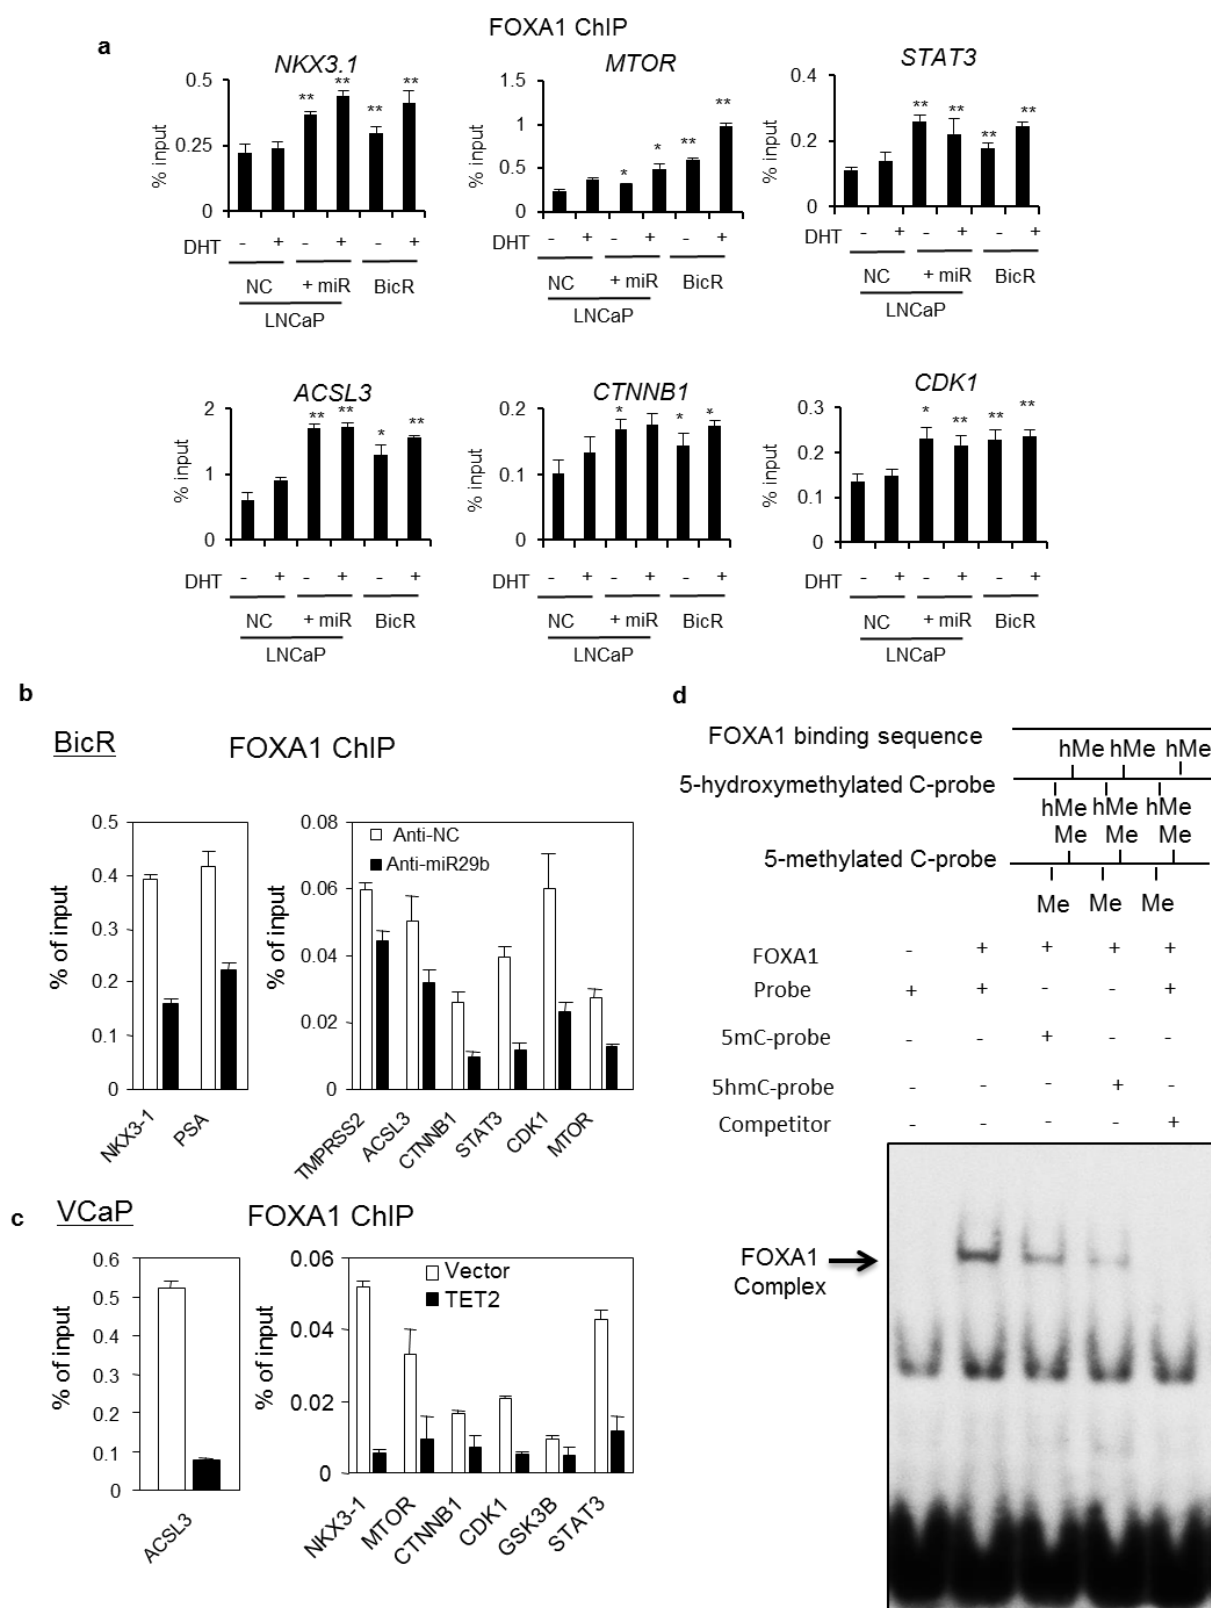 FOXA1 ChIP
a
NKX3.1
MTOR
STAT3
% input
0.5
0.25
0
% input
1.5
1
0.5
0
% input
0.4
0.2
0
** ** ** **
* * ** **
** ** ** **
DHT - + - + - +
- + - + - +
- + - + - +
DHT
DHT
NC + miR BicR
NC + miR BicR
NC + miR BicR
LNCaP
LNCaP
LNCaP
ACSL3
CTNNB1
CDK1
% input
2
1
0
% input
0.2
0.1
0
% input
0.3
0.2
0.1
0
** ** * **
* * *
* ** ** **
DHT - + - + - +
DHT - + - + - +
DHT - + - + - +
NC + miR BicR
NC + miR BicR
NC + miR BicR
LNCaP
LNCaP
LNCaP
b
BicR
FOXA1 ChIP
% of input
0.5
0.4
0.3
0.2
0.1
0
NKX3-1
PSA
% of input
0.08
0.06
0.04
0.02
0
Anti-NC
Anti-miR29b
TMPRSS2
ACSL3
CTNNB1
STAT3
CDK1
MTOR
c
VCaP
FOXA1 ChIP
% of input
0.6
0.5
0.4
0.3
0.2
0.1
0
ACSL3
% of input
0.06
0.04
0.02
0
Vector
TET2
NKX3-1
MTOR
CTNNB1
CDK1
GSK3B
STAT3
d
FOXA1 binding sequence
hMe hMe hMe
5-hydroxymethylated C-probe
hMe hMe hMe
Me Me Me
5-methylated C-probe
Me Me Me
FOXA1 - + + + +
Probe + + - - +
5mC-probe - - + - -
5hmC-probe - - - + -
Competitor - - - - +
FOXA1
Complex